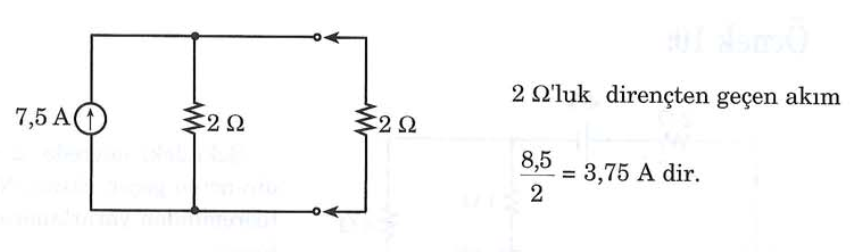 7,5 A
2 Ω
2 Ω
2 Ω'luk dirençten geçen akım
8,5
2
= 3,75 A dir.